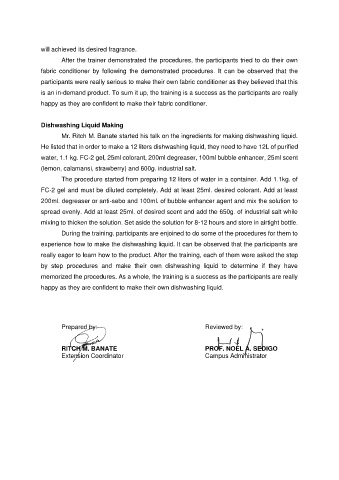 will achieved its desired fragrance.
After the trainer demonstrated the procedures, the participants tried to do their own
fabric conditioner by following the demonstrated procedures. It can be observed that the
participants were really serious to make their own fabric conditioner as they believed that this
is an in-demand product. To sum it up, the training is a success as the participants are really
happy as they are confident to make their fabric conditioner.
Dishwashing Liquid Making
Mr. Ritch M. Banate started his talk on the ingredients for making dishwashing liquid.
He listed that in order to make a 12 liters dishwashing liquid, they need to have 12L of purified
water, 1.1 kg. FC-2 gel, 25ml colorant, 200ml degreaser, 100ml bubble enhancer, 25ml scent
(lemon, calamansi, strawberry) and 600g. industrial salt.
The procedure started from preparing 12 liters of water in a container. Add 1.1kg. of
FC-2 gel and must be diluted completely. Add at least 25ml. desired colorant. Add at least
200ml. degreaser or anti-sebo and 100ml of bubble enhancer agent and mix the solution to
spread evenly. Add at least 25ml. of desired scent and add the 650g. of industrial salt while
mixing to thicken the solution. Set aside the solution for 8-12 hours and store in airtight bottle.
During the training, participants are enjoined to do some of the procedures for them to
experience how to make the dishwashing liquid. It can be observed that the participants are
really eager to learn how to the product. After the training, each of them were asked the step
by step procedures and make their own dishwashing liquid to determine if they have
memorized the procedures. As a whole, the training is a success as the participants are really
happy as they are confident to make their own dishwashing liquid.
Prepared by: Reviewed by:
RITCH M. BANATE PROF. NOEL A. SEDIGO
Extension Coordinator Campus Administrator